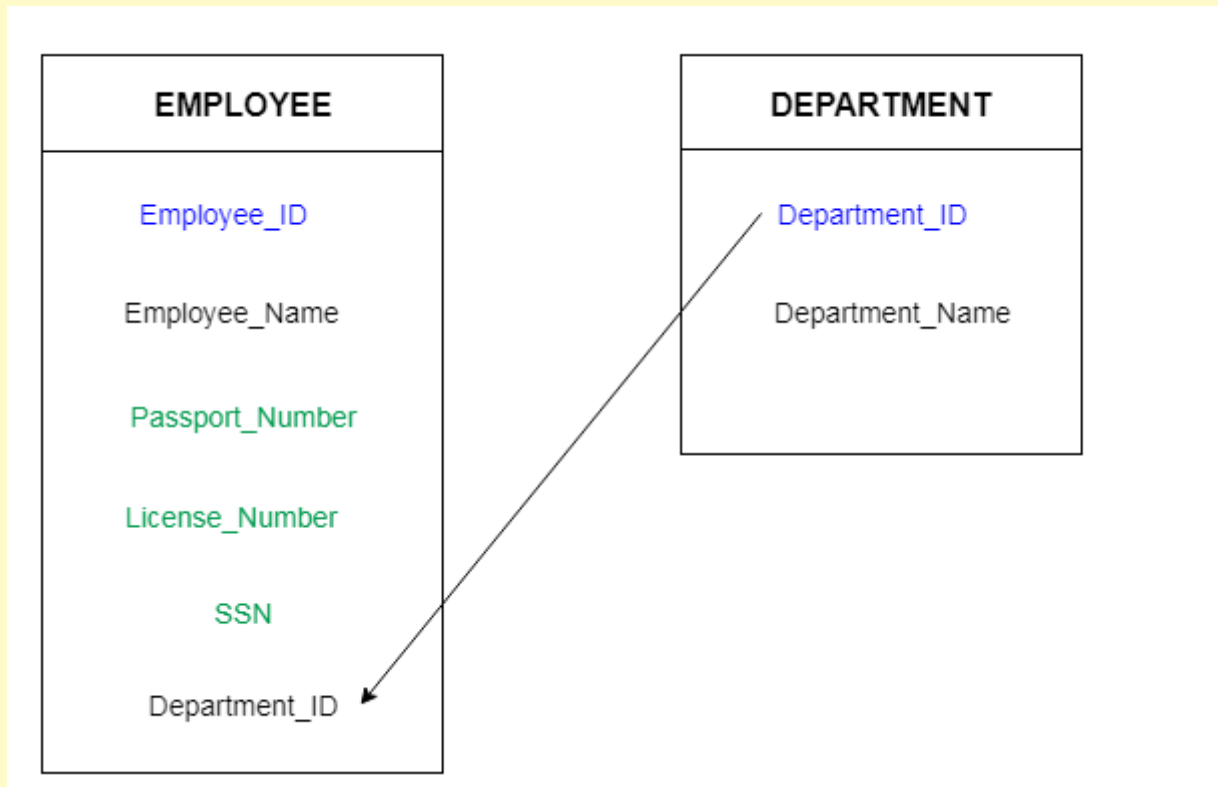 EMPLOYEE
Employee_ID
Employee_Name
Passport_Number
License_Number
SSN
Department_ID
DEPARTMENT
Department_ID
Department_Name